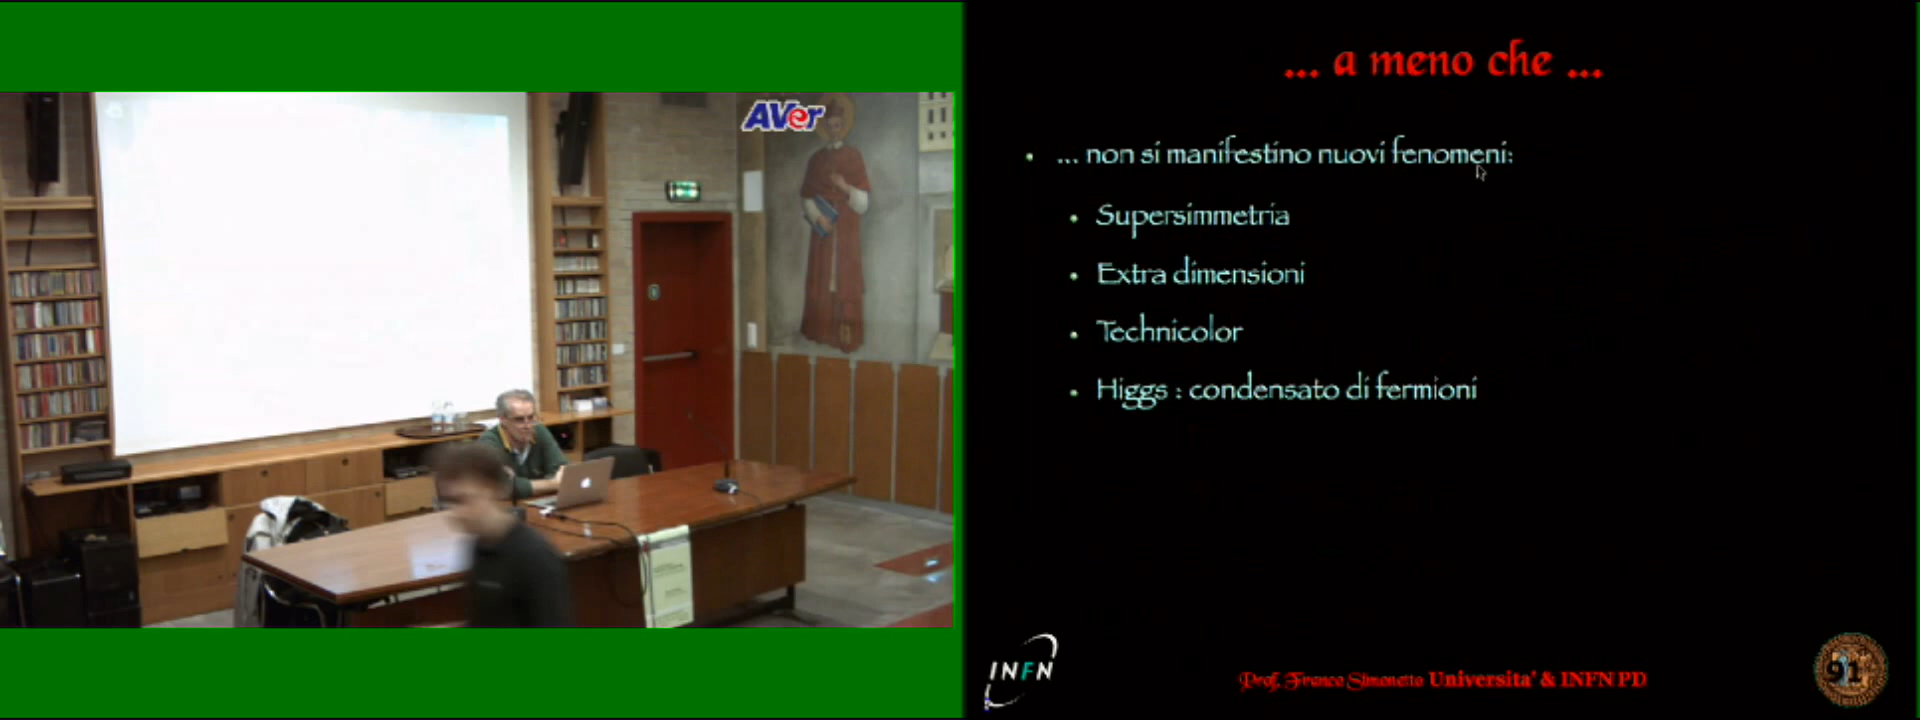 AVer
... a meno che ...
• ... non si manifestino nuovi fenomeni:
• Supersimmetria
• Extra dimensioni
• Technicolor
• Higgs : condensato di fermioni
INFN
Prof. Franco Simonetto Universita' & INFN PD
91